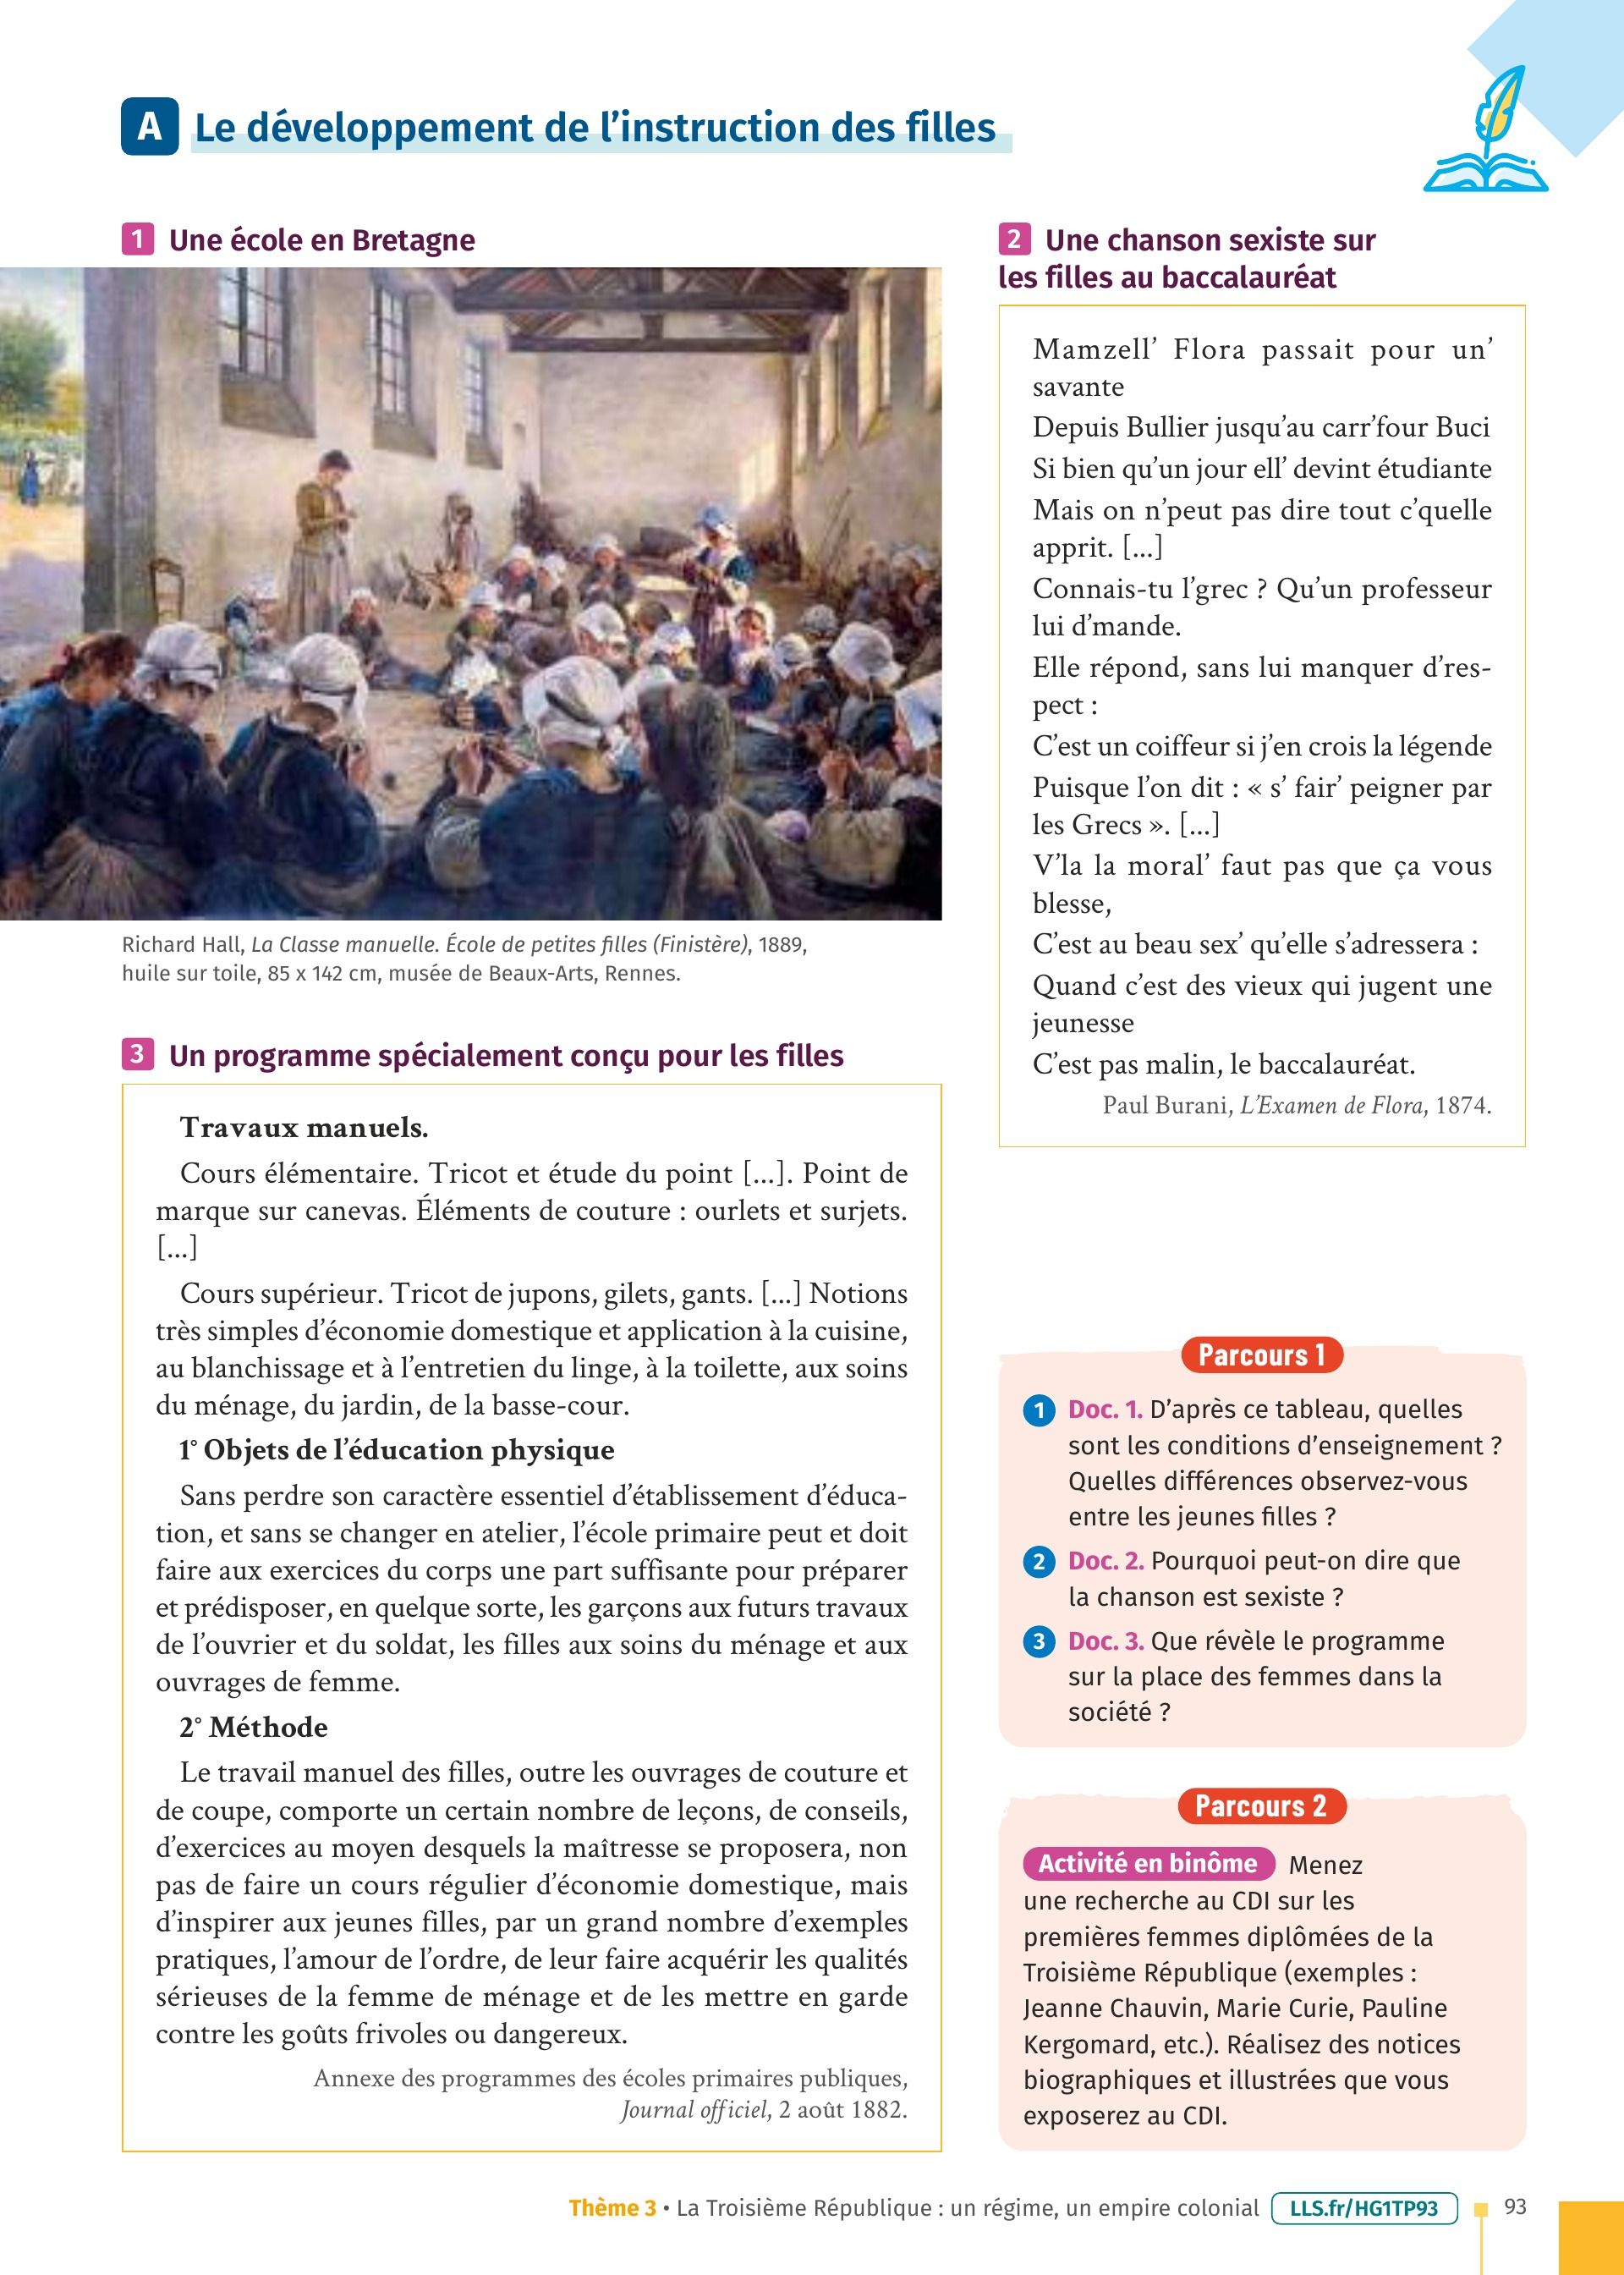 A Le développement de l’instruction des filles
1 Une école en Bretagne
Richard Hall, La Classe manuelle. École de petites filles (Finistère), 1889,
huile sur toile, 85 x 142 cm, musée de Beaux-Arts, Rennes.
2 Une chanson sexiste sur
les filles au baccalauréat
Mamzell’ Flora passait pour un’
savante
Depuis Bullier jusqu’au carr’four Buci
Si bien qu’un jour ell’ devint étudiante
Mais on n’peut pas dire tout c’quelle
apprit. [...]
Connais-tu l’grec ? Qu’un professeur
lui d’mande.
Elle répond, sans lui manquer d’res-
pect :
C’est un coiffeur si j’en crois la légende
Puisque l’on dit : « s’ fair’ peigner par
les Grecs ». [...]
V’la la moral’ faut pas que ça vous
blesse,
C’est au beau sex’ qu’elle s’adressera :
Quand c’est des vieux qui jugent une
jeunesse
C’est pas malin, le baccalauréat.
Paul Burani, L’Examen de Flora, 1874.
3 Un programme spécialement conçu pour les filles
Travaux manuels.
Cours élémentaire. Tricot et étude du point [...]. Point de
marque sur canevas. Éléments de couture : ourlets et surjets.
[...]
Cours supérieur. Tricot de jupons, gilets, gants. [...] Notions
très simples d’économie domestique et application à la cuisine,
au blanchissage et à l’entretien du linge, à la toilette, aux soins
du ménage, du jardin, de la basse-cour.
1° Objets de l’éducation physique
Sans perdre son caractère essentiel d’établissement d’éduca-
tion, et sans se changer en atelier, l’école primaire peut et doit
faire aux exercices du corps une part suffisante pour préparer
et prédisposer, en quelque sorte, les garçons aux futurs travaux
de l’ouvrier et du soldat, les filles aux soins du ménage et aux
ouvrages de femme.
2° Méthode
Le travail manuel des filles, outre les ouvrages de couture et
de coupe, comporte un certain nombre de leçons, de conseils,
d’exercices au moyen desquels la maîtresse se proposera, non
pas de faire un cours régulier d’économie domestique, mais
d’inspirer aux jeunes filles, par un grand nombre d’exemples
pratiques, l’amour de l’ordre, de leur faire acquérir les qualités
sérieuses de la femme de ménage et de les mettre en garde
contre les goûts frivoles ou dangereux.
Annexe des programmes des écoles primaires publiques,
Journal officiel, 2 août 1882.
Parcours 1
1 Doc. 1. D’après ce tableau, quelles
sont les conditions d’enseignement ?
Quelles différences observez-vous
entre les jeunes filles ?
2 Doc. 2. Pourquoi peut-on dire que
la chanson est sexiste ?
3 Doc. 3. Que révèle le programme
sur la place des femmes dans la
société ?
Parcours 2
Activité en binôme Menez
une recherche au CDI sur les
premières femmes diplômées de la
Troisième République (exemples :
Jeanne Chauvin, Marie Curie, Pauline
Kergomard, etc.). Réalisez des notices
biographiques et illustrées que vous
exposerez au CDI.
Thème 3 • La Troisième République : un régime, un empire colonial LLS.fr/HG1TP93 93